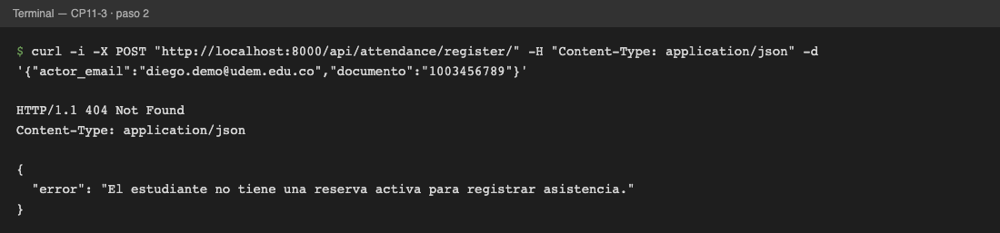 Terminal — CP11-3 · paso 2
$ curl -i -X POST "http://localhost:8000/api/attendance/register/" -H "Content-Type: application/json" -d
'{"actor_email":"diego.demo@udem.edu.co","documento":"1003456789"}'
HTTP/1.1 404 Not Found
Content-Type: application/json
{
  "error": "El estudiante no tiene una reserva activa para registrar asistencia."
}